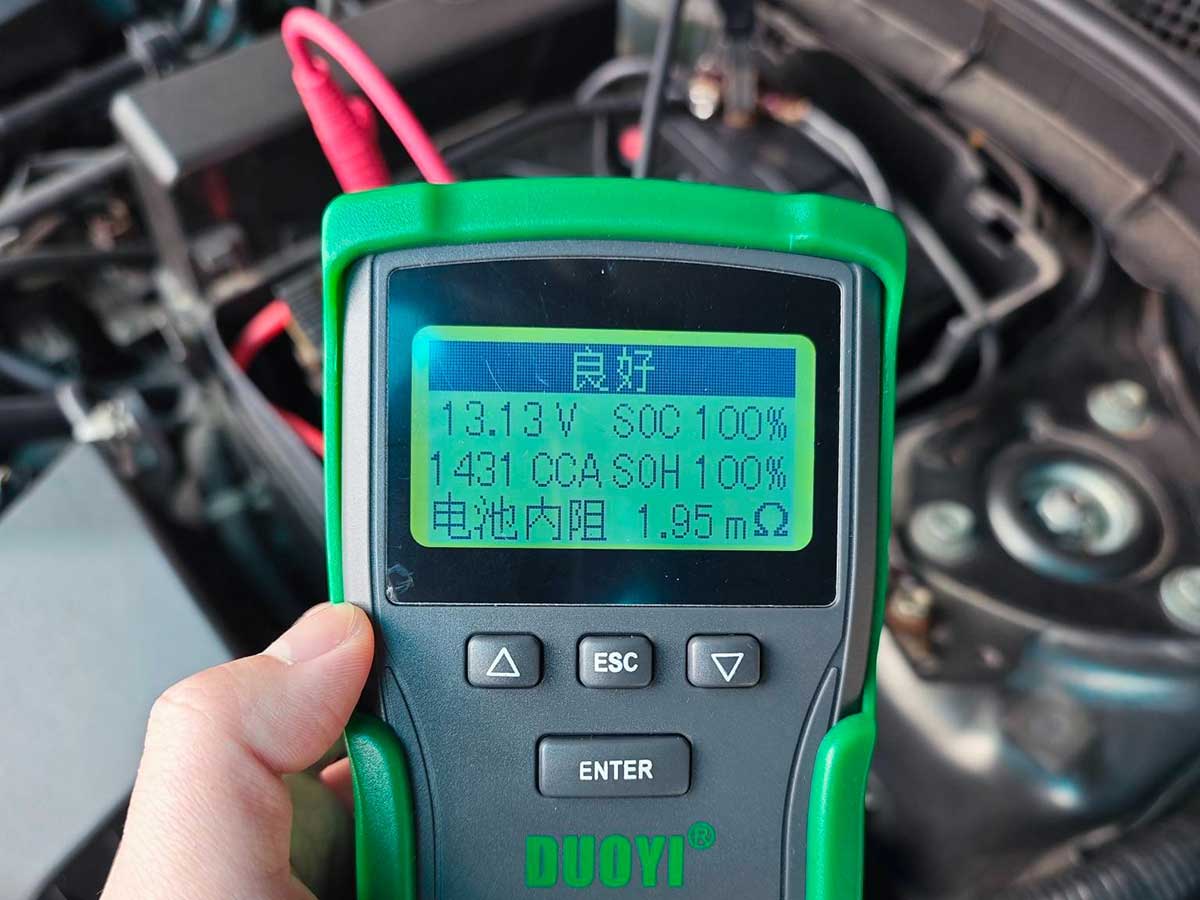 良好
13.13 V SOC 100%
1431 CCA SOH 100%
电池内阻 1.95 mΩ
△ ESC ▽
ENTER
DUOYI®